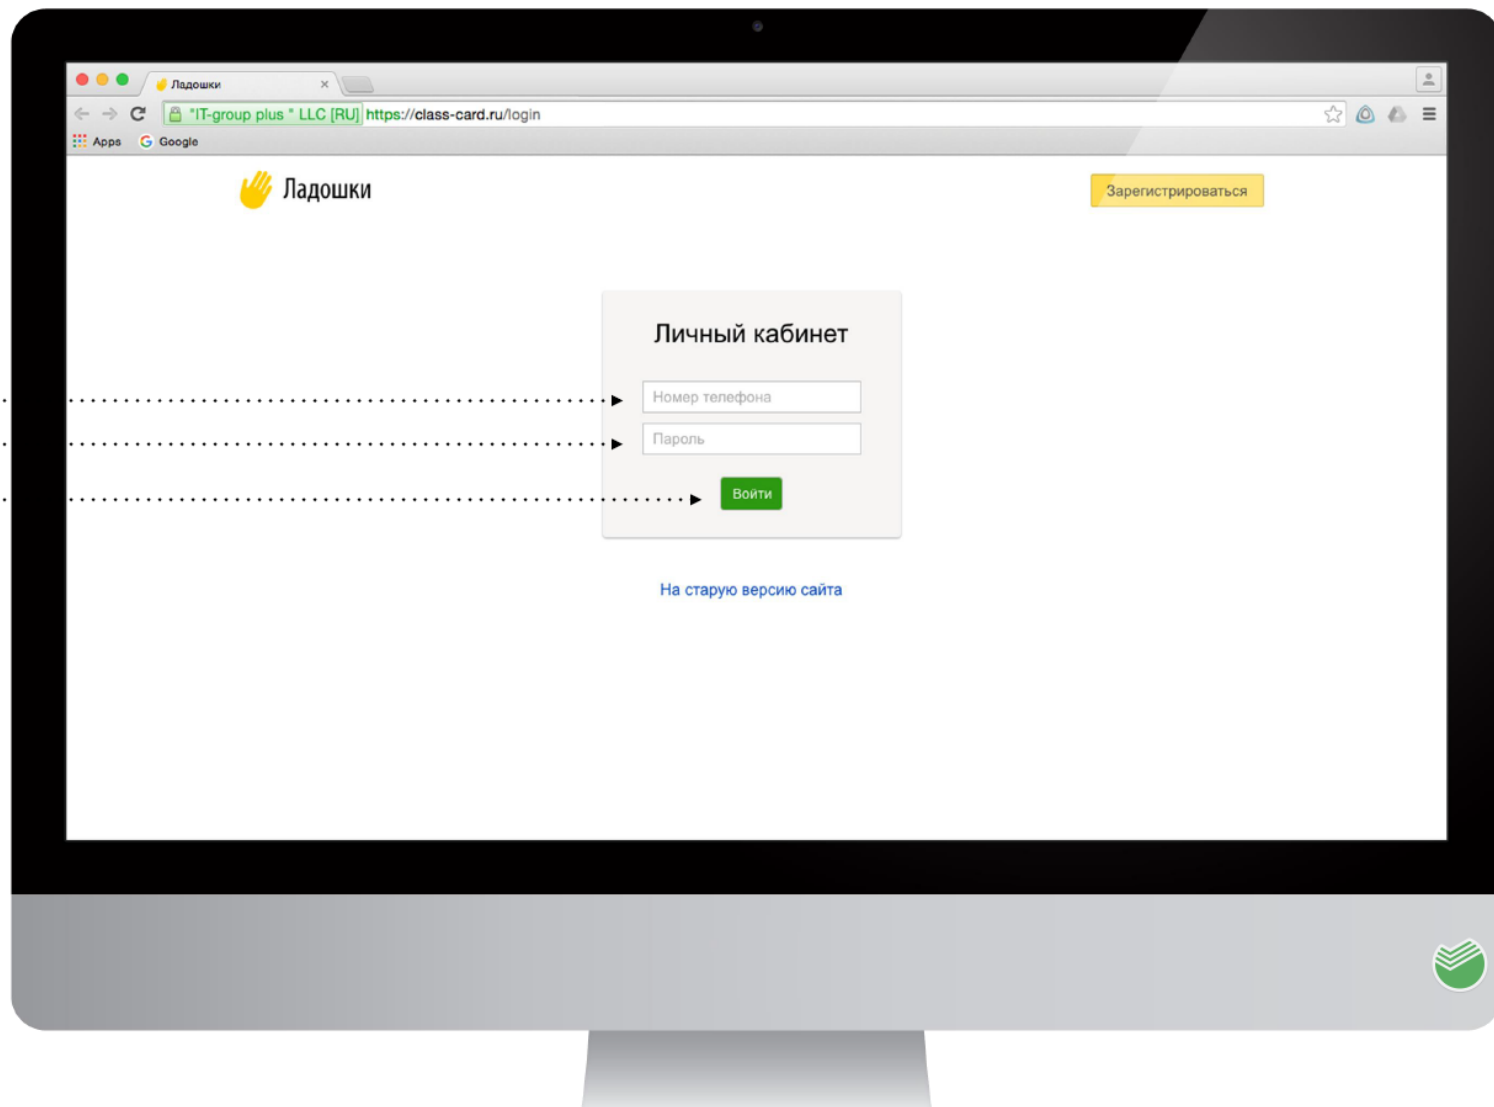 Ладошки
"IT-group plus " LLC [RU] https://class-card.ru/login
Apps Google
Ладошки
Зарегистрироваться
Личный кабинет
Номер телефона
Пароль
Войти
На старую версию сайта